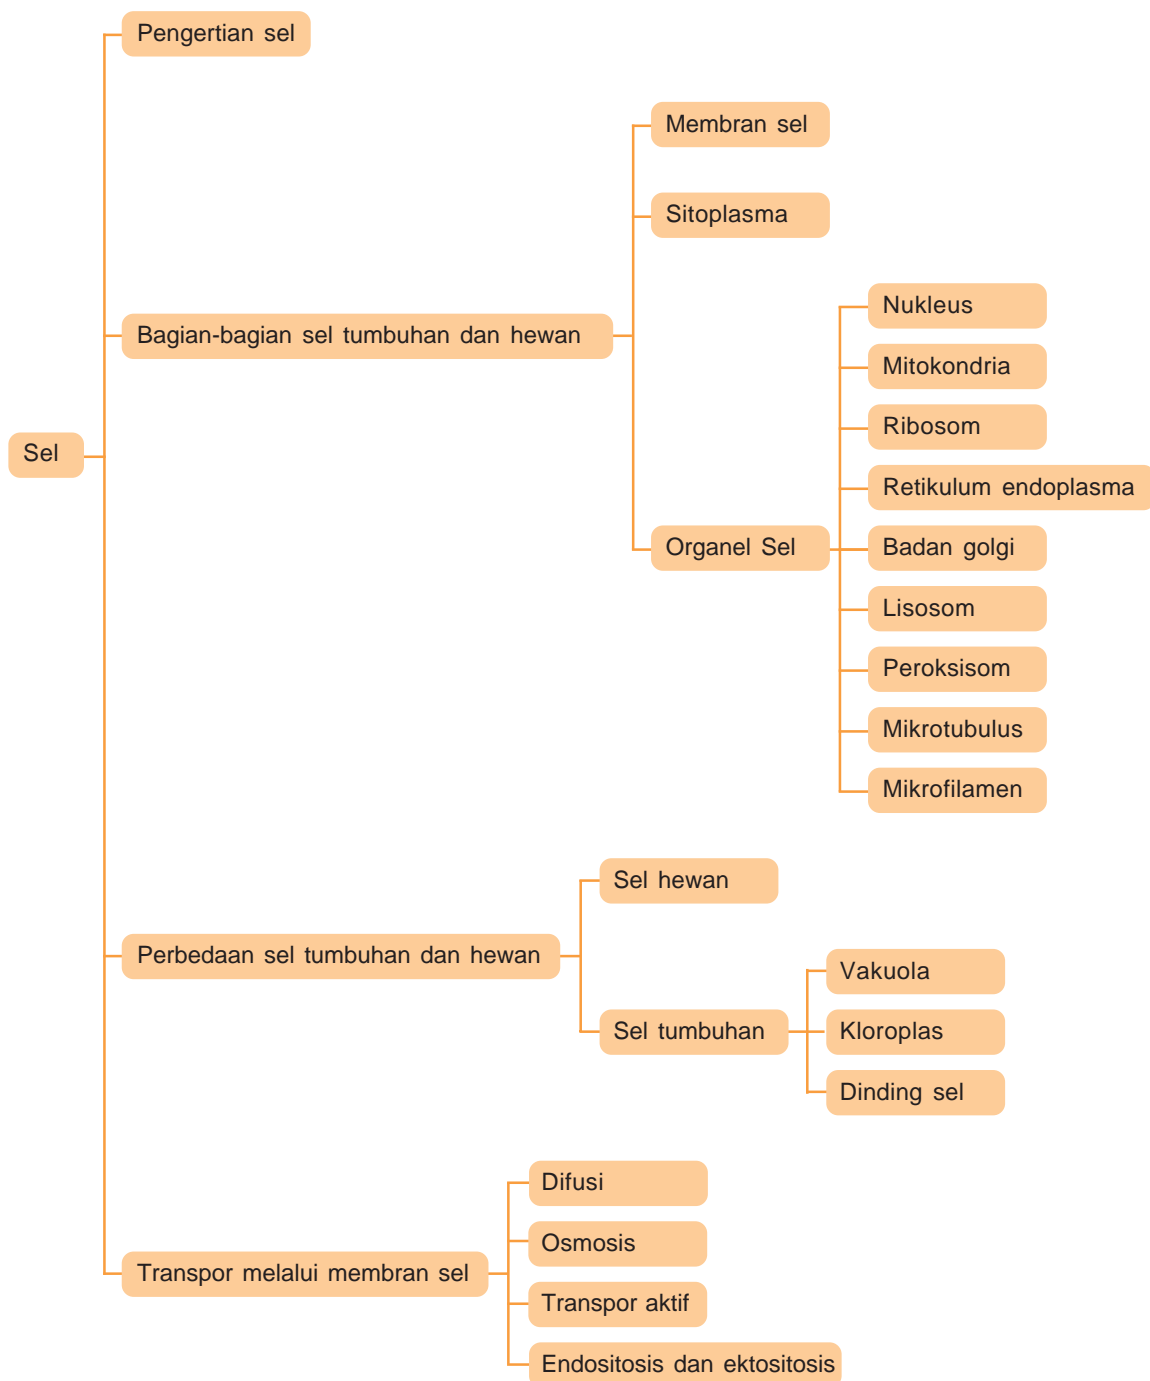 Sel
Pengertian sel
Bagian-bagian sel tumbuhan dan hewan
Membran sel
Sitoplasma
Organel Sel
Nukleus
Mitokondria
Ribosom
Retikulum endoplasma
Badan golgi
Lisosom
Peroksisom
Mikrotubulus
Mikrofilamen
Perbedaan sel tumbuhan dan hewan
Sel hewan
Sel tumbuhan
Vakuola
Kloroplas
Dinding sel
Transpor melalui membran sel
Difusi
Osmosis
Transpor aktif
Endositosis dan ektositosis